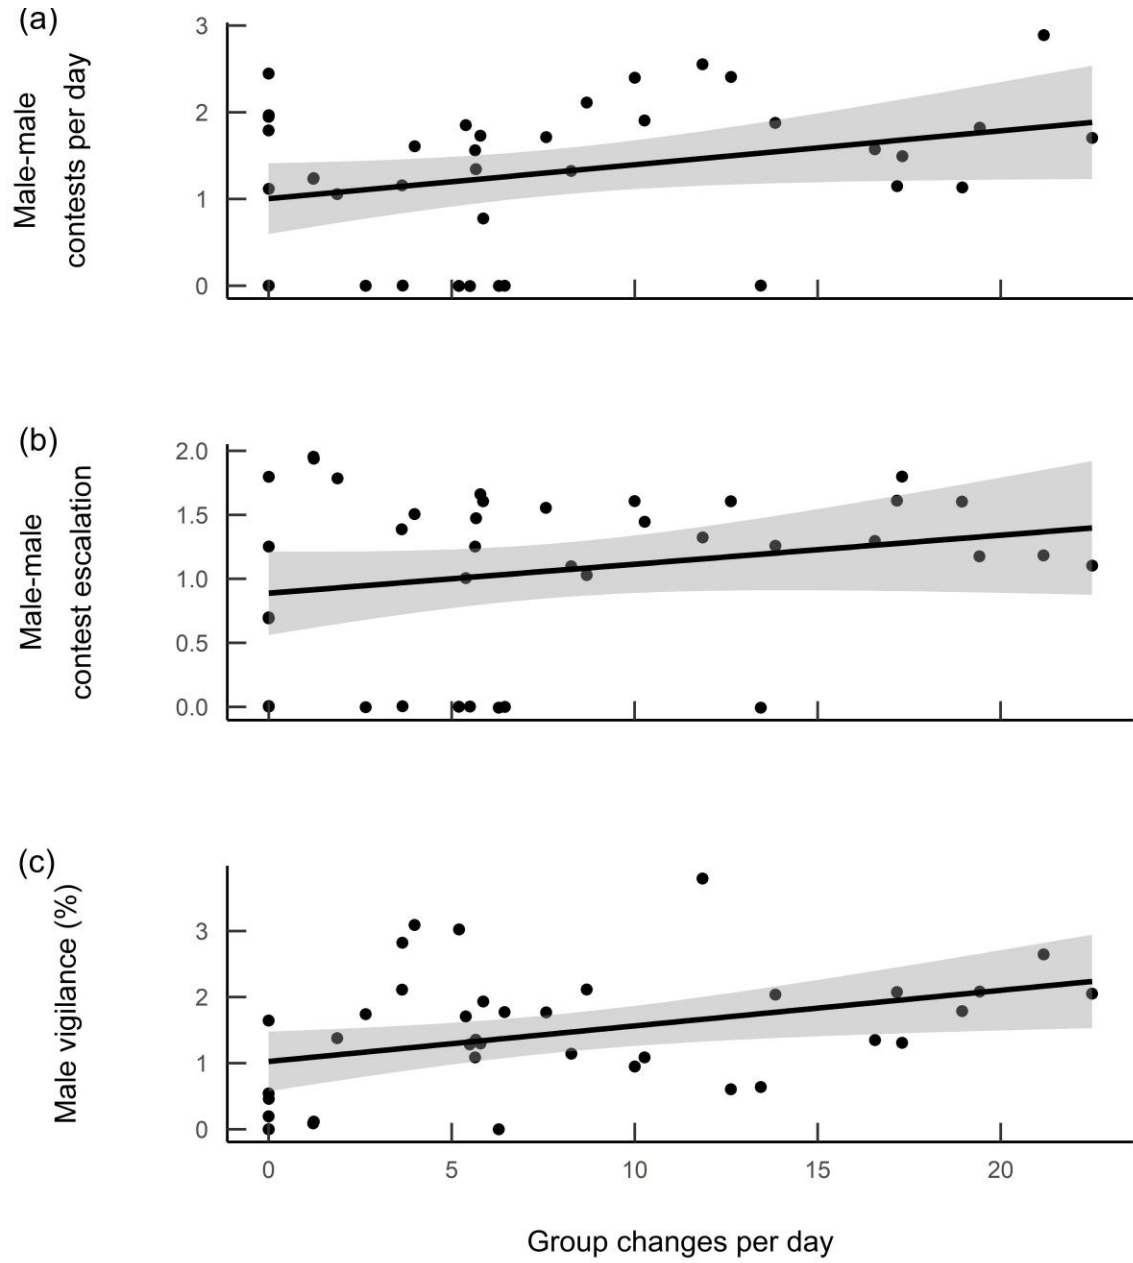 (a)
Male-male
contests per day
3
2
1
0
(b)
Male-male
contest escalation
2.0
1.5
1.0
0.5
0.0
(c)
Male vigilance (%)
3
2
1
0
0 5 10 15 20
Group changes per day